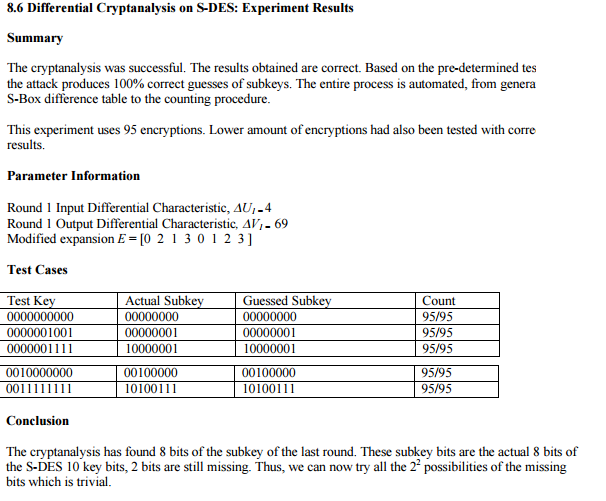 8.6 Differential Cryptanalysis on S-DES: Experiment Results
Summary
The cryptanalysis was successful. The results obtained are correct. Based on the pre-determined tes
the attack produces 100% correct guesses of subkeys. The entire process is automated, from genera
S-Box difference table to the counting procedure.
This experiment uses 95 encryptions. Lower amount of encryptions had also been tested with corre
results.
Parameter Information
Round 1 Input Differential Characteristic, ΔU₁ = 4
Round 1 Output Differential Characteristic, ΔV₁ = 69
Modified expansion E = [0 2 1 3 0 1 2 3]
Test Cases
Test Key Actual Subkey Guessed Subkey Count
0000000000 00000000 00000000 95/95
0000001001 00000001 00000001 95/95
0000001111 10000001 10000001 95/95
0010000000 00100000 00100000 95/95
0011111111 10100111 10100111 95/95
Conclusion
The cryptanalysis has found 8 bits of the subkey of the last round. These subkey bits are the actual 8 bits of
the S-DES 10 key bits, 2 bits are still missing. Thus, we can now try all the 2² possibilities of the missing
bits which is trivial.